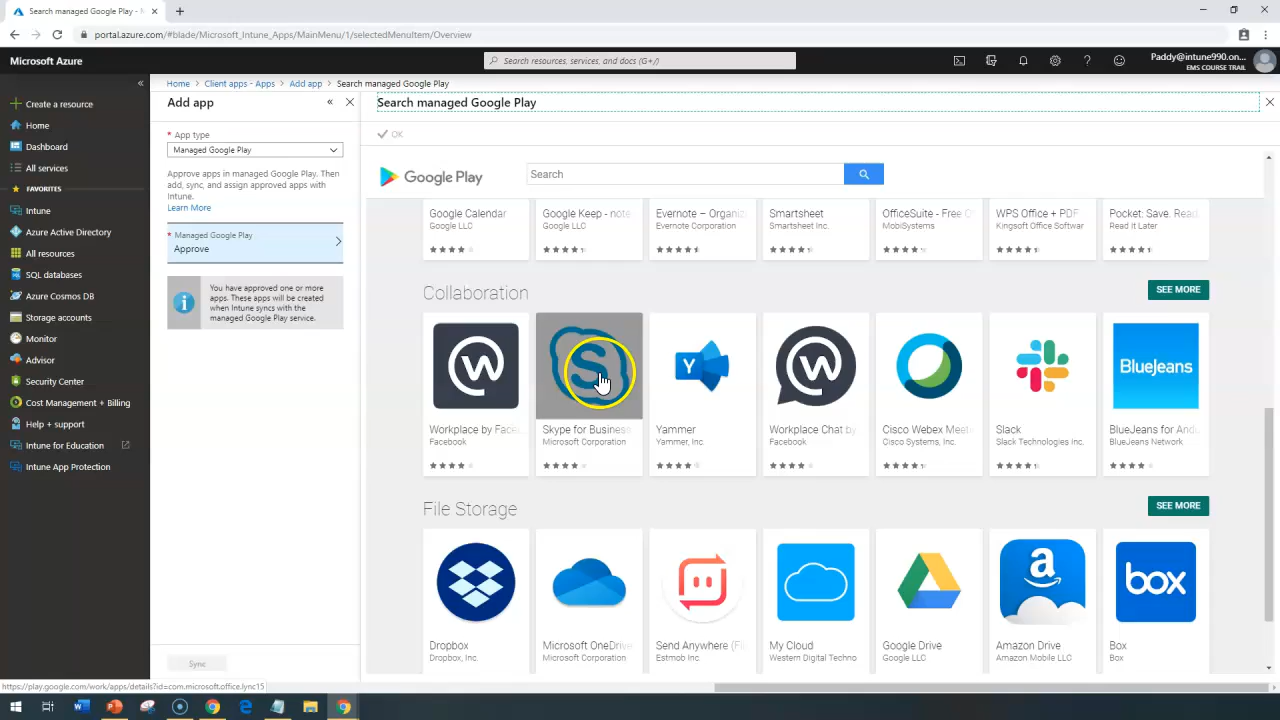 Search managed Google Play - M
portal.azure.com/#blade/Microsoft_Intune_Apps/MainMenu/1/selectedMenuItem/Overview
Microsoft Azure
Search resources, services, and docs (G+/)
Paddy@intune990.on...
EMS COURSE TRAIL
Home
Client apps - Apps
Add app
Search managed Google Play
Create a resource
Home
Dashboard
All services
FAVORITES
Intune
Azure Active Directory
All resources
SQL databases
Azure Cosmos DB
Storage accounts
Monitor
Advisor
Security Center
Cost Management + Billing
Help + support
Intune for Education
Intune App Protection
Add app
* App type
Managed Google Play
Approve apps in managed Google Play. Then
add, sync, and assign approved apps with
Intune.
Learn More
* Managed Google Play
Approve
You have approved one or more
apps. These apps will be created
when Intune syncs with the
managed Google Play service.
Sync
Search managed Google Play
OK
Google Play
Search
Google Calendar
Google LLC
Google Keep - note
Google LLC
Evernote – Organiz
Evernote Corporation
Smartsheet
Smartsheet Inc.
OfficeSuite - Free O
MobiSystems
WPS Office + PDF
Kingsoft Office Softwar
Pocket: Save. Read.
Read It Later
Collaboration
SEE MORE
Workplace by Face
Facebook
Skype for Business
Microsoft Corporation
Y
Yammer
Yammer, Inc.
Workplace Chat by
Facebook
Cisco Webex Meeti
Cisco Systems, Inc.
Slack
Slack Technologies Inc.
BlueJeans
BlueJeans for Andr
BlueJeans Network
File Storage
SEE MORE
Dropbox
Dropbox, Inc.
Microsoft OneDrive
Microsoft Corporation
Send Anywhere (Fi
Estmob Inc.
My Cloud
Western Digital Techno
Google Drive
Google LLC
a
Amazon Drive
Amazon Mobile LLC
box
Box
Box
https://play.google.com/work/apps/details?id=com.microsoft.office.lync15